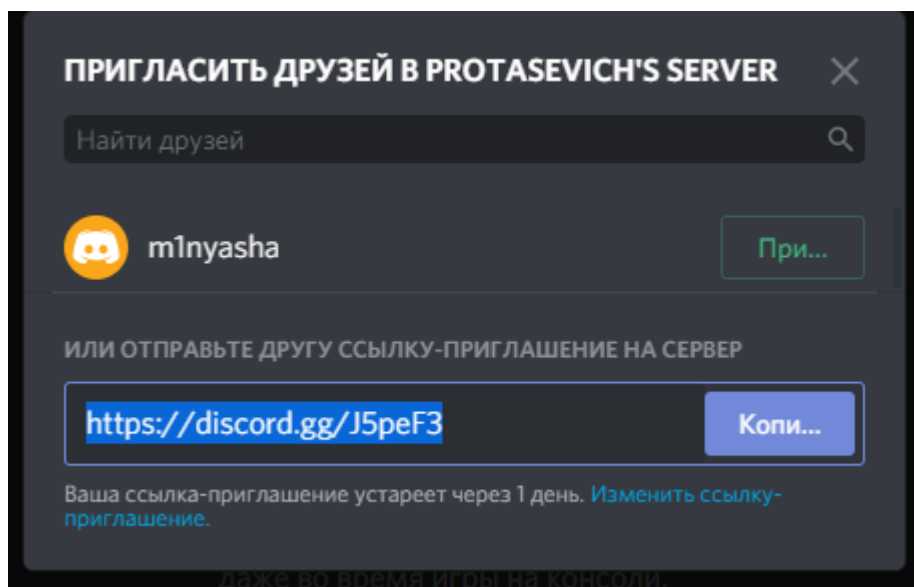 ПРИГЛАСИТЬ ДРУЗЕЙ В PROTASEVICH'S SERVER
Найти друзей
m1nyasha
При...
ИЛИ ОТПРАВЬТЕ ДРУГУ ССЫЛКУ-ПРИГЛАШЕНИЕ НА СЕРВЕР
https://discord.gg/J5peF3
Копи...
Ваша ссылка-приглашение устареет через 1 день. Изменить ссылку-
приглашение.
даже во время игры на консоли.